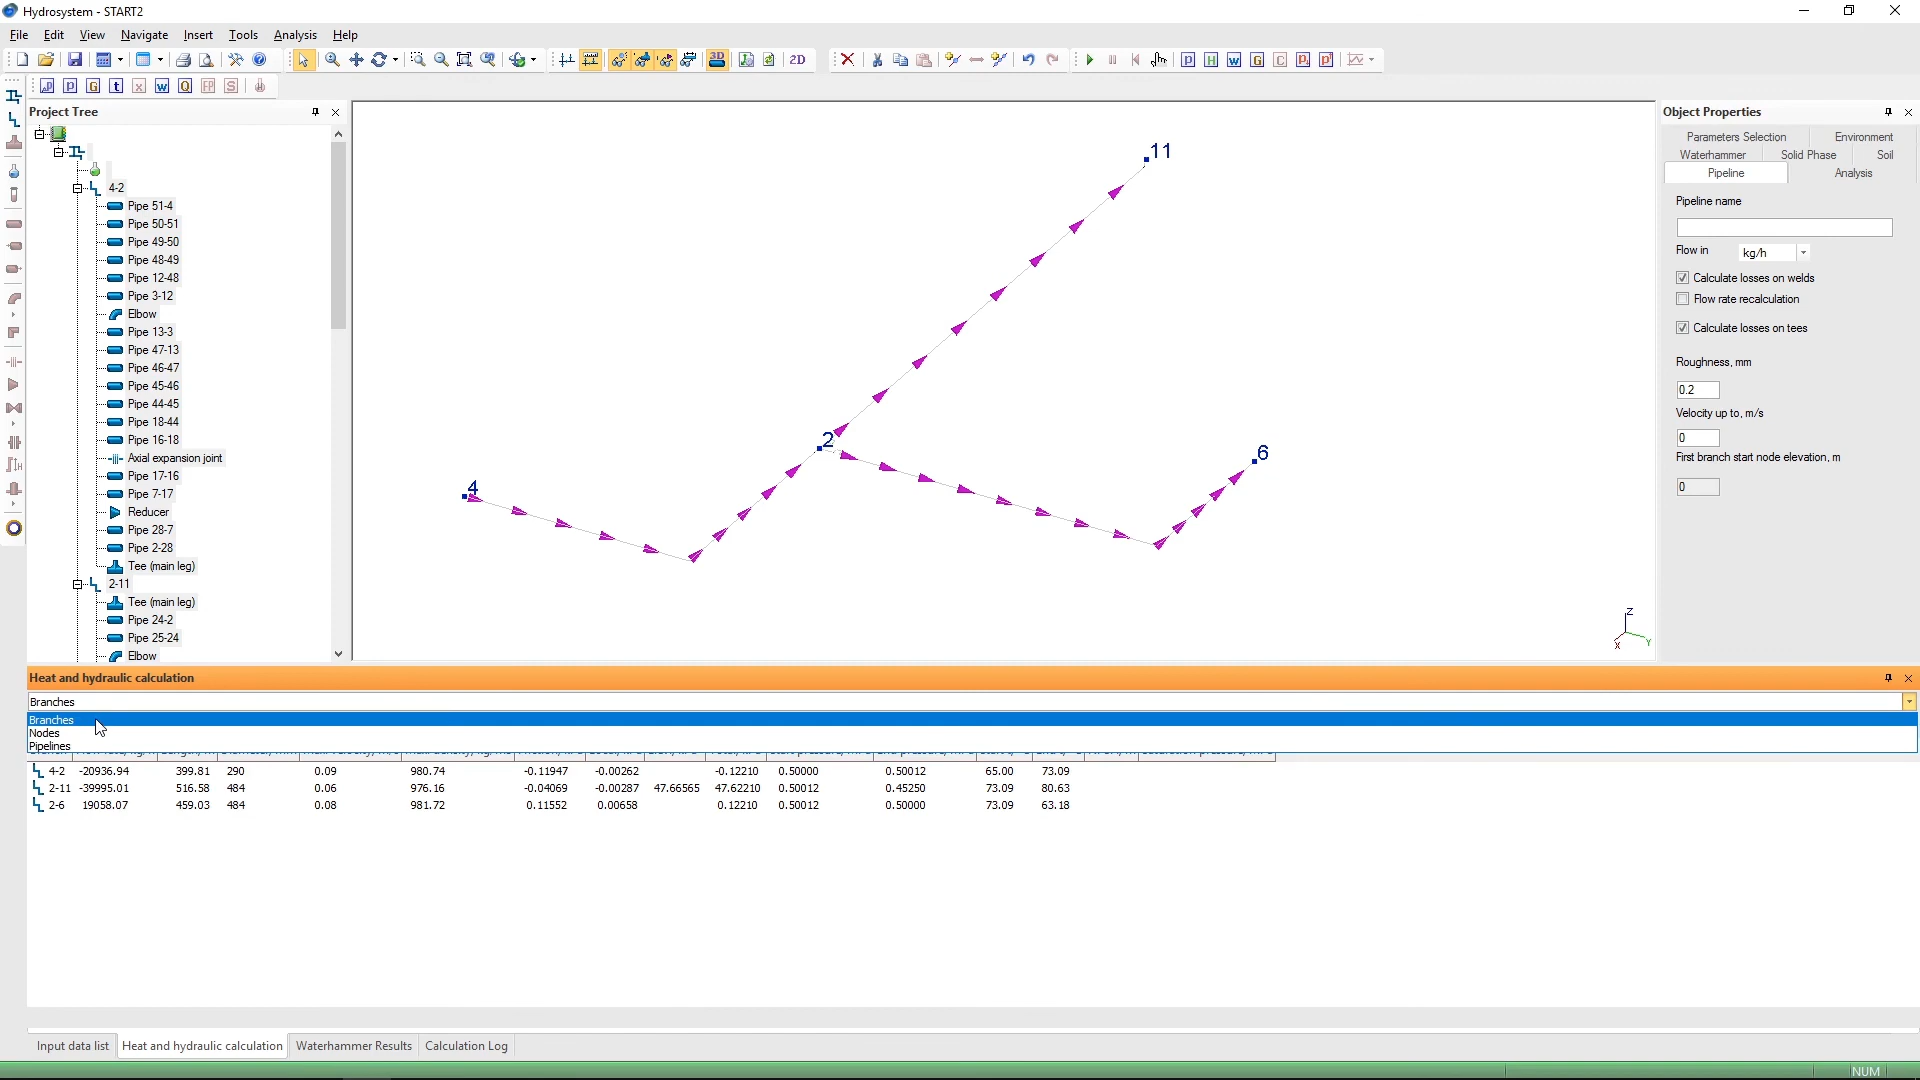 Hydrosystem - START2
File Edit View Navigate Insert Tools Analysis Help
3D 2D P H W G C
P G t x W Q FP S
Project Tree
4-2
Pipe 51-4
Pipe 50-51
Pipe 49-50
Pipe 48-49
Pipe 12-48
Pipe 3-12
Elbow
Pipe 13-3
Pipe 47-13
Pipe 46-47
Pipe 45-46
Pipe 44-45
Pipe 18-44
Pipe 16-18
Axial expansion joint
Pipe 17-16
Pipe 7-17
Reducer
Pipe 28-7
Pipe 2-28
Tee (main leg)
2-11
Tee (main leg)
Pipe 24-2
Pipe 25-24
Elbow
11
2
6
4
Z
Y
X
Object Properties
Parameters Selection Environment
Waterhammer Solid Phase Soil
Pipeline Analysis
Pipeline name
Flow in kg/h
Calculate losses on welds
Flow rate recalculation
Calculate losses on tees
Roughness, mm
0.2
Velocity up to, m/s
0
First branch start node elevation, m
0
Heat and hydraulic calculation
Branches
Branches
Nodes
Pipelines
4-2 -20936.94 399.81 290 0.09 980.74 -0.11947 -0.00262 -0.12210 0.50000 0.50012 65.00 73.09
2-11 -39995.01 516.58 484 0.06 976.16 -0.04069 -0.00287 47.66565 47.62210 0.50012 0.45250 73.09 80.63
2-6 19058.07 459.03 484 0.08 981.72 0.11552 0.00658 0.12210 0.50012 0.50000 73.09 63.18
Input data list Heat and hydraulic calculation Waterhammer Results Calculation Log
NUM